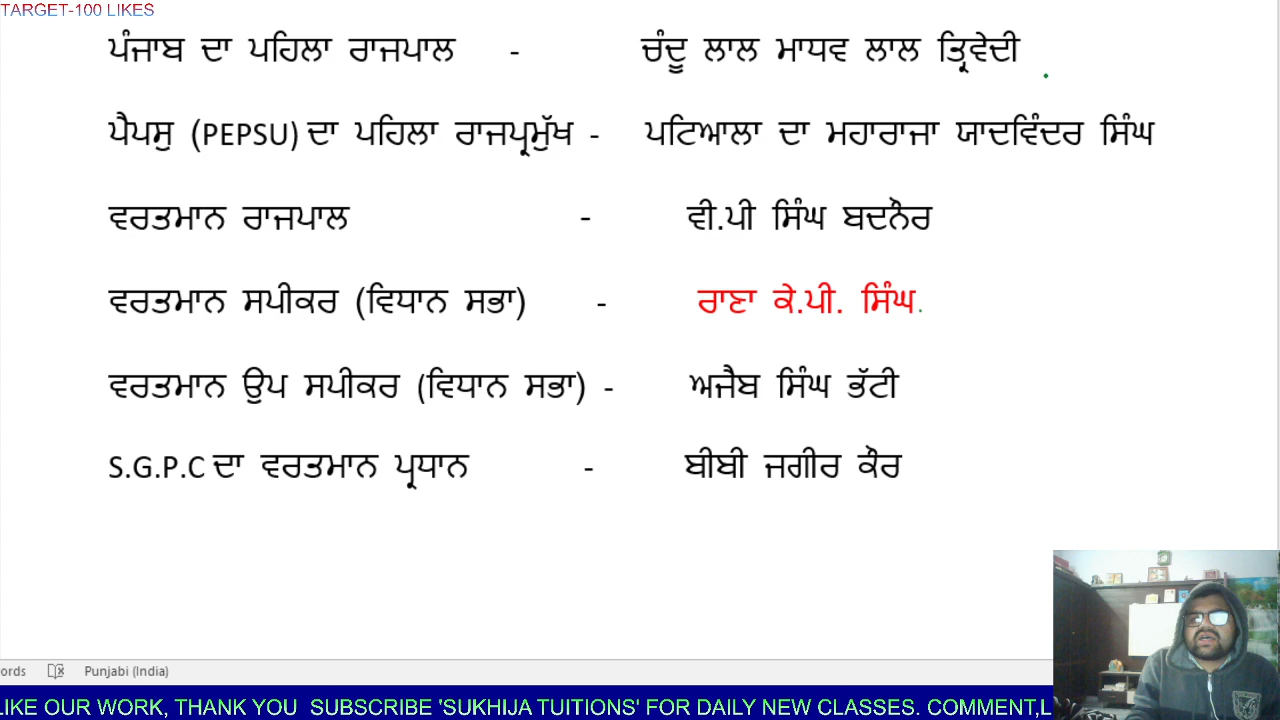 TARGET-100 LIKES
ਪੰਜਾਬ ਦਾ ਪਹਿਲਾ ਰਾਜਪਾਲ - ਚੰਦੂ ਲਾਲ ਮਾਧਵ ਲਾਲ ਤ੍ਰਿਵੇਦੀ
ਪੈਪਸੁ (PEPSU) ਦਾ ਪਹਿਲਾ ਰਾਜਪ੍ਰਮੁੱਖ - ਪਟਿਆਲਾ ਦਾ ਮਹਾਰਾਜਾ ਯਾਦਵਿੰਦਰ ਸਿੰਘ
ਵਰਤਮਾਨ ਰਾਜਪਾਲ - ਵੀ.ਪੀ ਸਿੰਘ ਬਦਨੌਰ
ਵਰਤਮਾਨ ਸਪੀਕਰ (ਵਿਧਾਨ ਸਭਾ) - ਰਾਣਾ ਕੇ.ਪੀ. ਸਿੰਘ
ਵਰਤਮਾਨ ਉਪ ਸਪੀਕਰ (ਵਿਧਾਨ ਸਭਾ) - ਅਜੈਬ ਸਿੰਘ ਭੱਟੀ
S.G.P.C ਦਾ ਵਰਤਮਾਨ ਪ੍ਰਧਾਨ - ਬੀਬੀ ਜਗੀਰ ਕੌਰ
ords Punjabi (India)
LIKE OUR WORK, THANK YOU SUBSCRIBE 'SUKHIJA TUITIONS' FOR DAILY NEW CLASSES. COMMENT,L